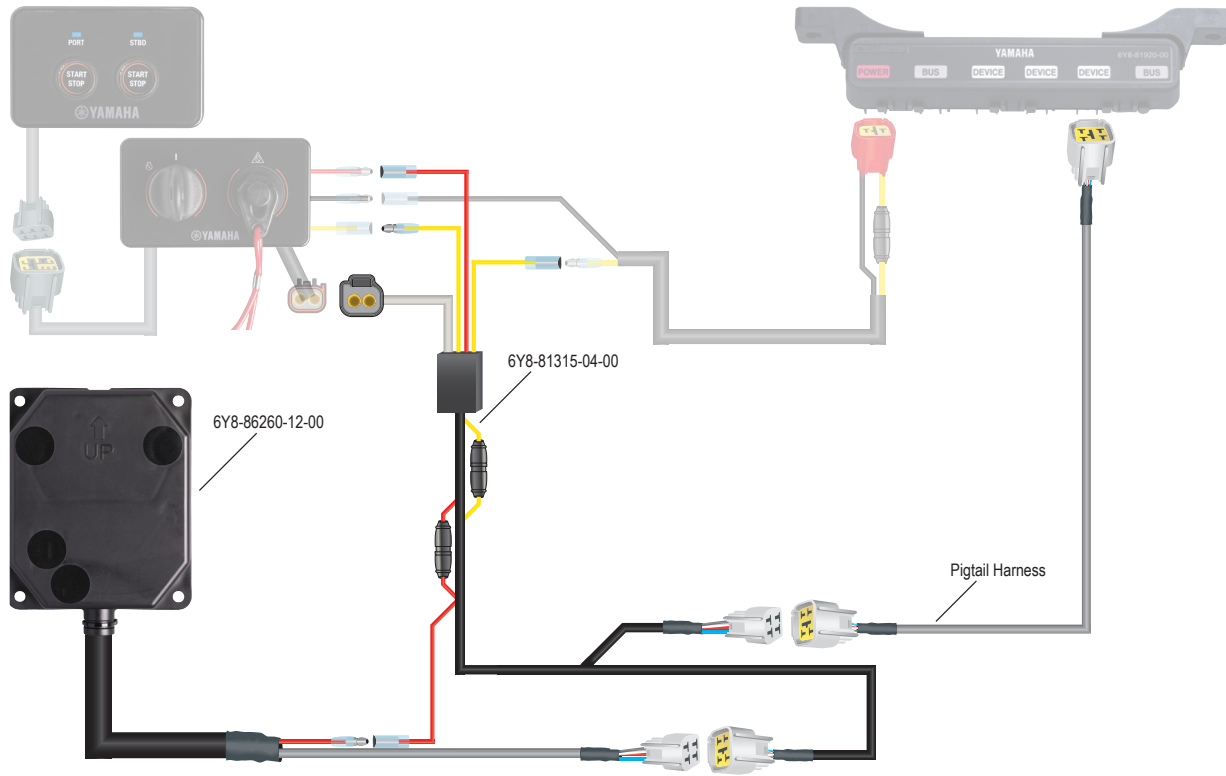 PORT STBD
START STOP START STOP
YAMAHA
YAMAHA
YAMAHA 6Y8-81920-00
POWER BUS DEVICE DEVICE DEVICE BUS
6Y8-81315-04-00
6Y8-86260-12-00
UP
Pigtail Harness